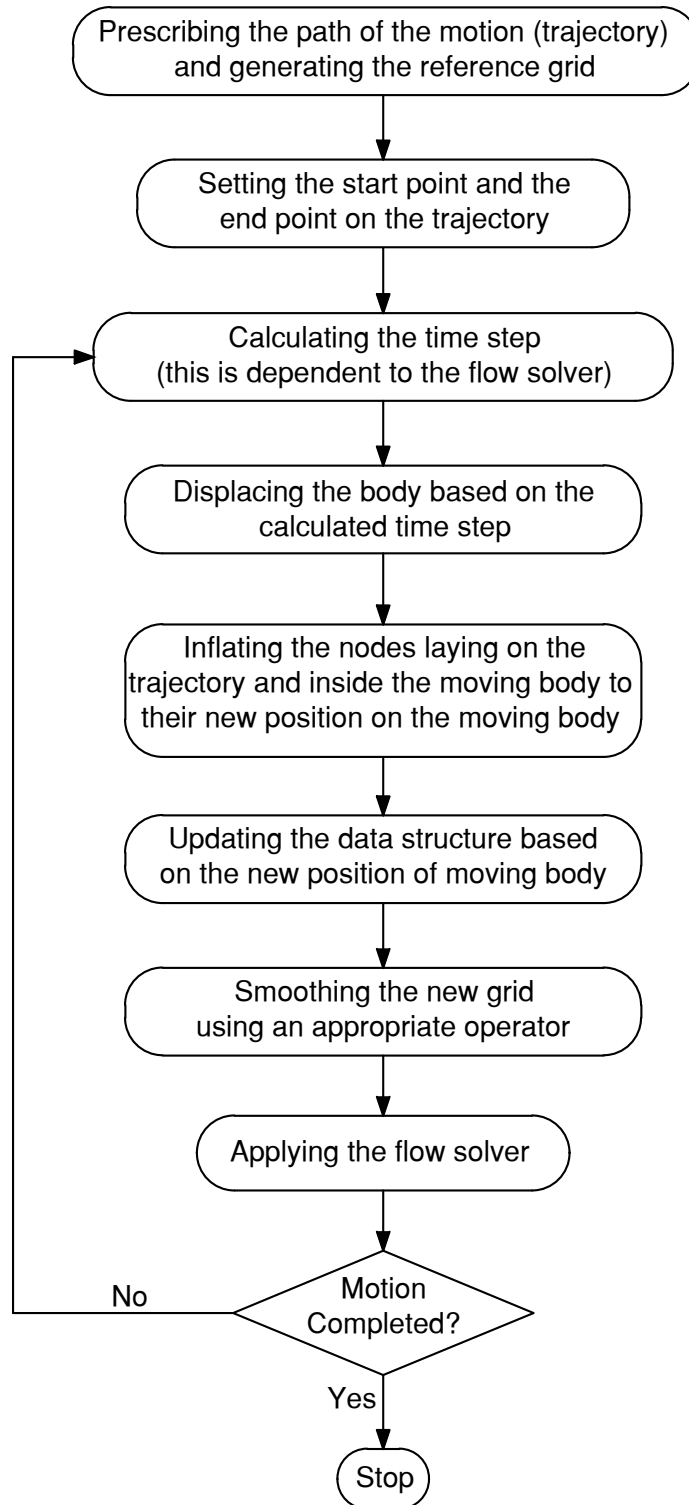 Prescribing the path of the motion (trajectory)
and generating the reference grid
Setting the start point and the
end point on the trajectory
Calculating the time step
(this is dependent to the flow solver)
Displacing the body based on the
calculated time step
Inflating the nodes laying on the
trajectory and inside the moving body to
their new position on the moving body
Updating the data structure based
on the new position of moving body
Smoothing the new grid
using an appropriate operator
Applying the flow solver
Motion
Completed?
No
Yes
Stop